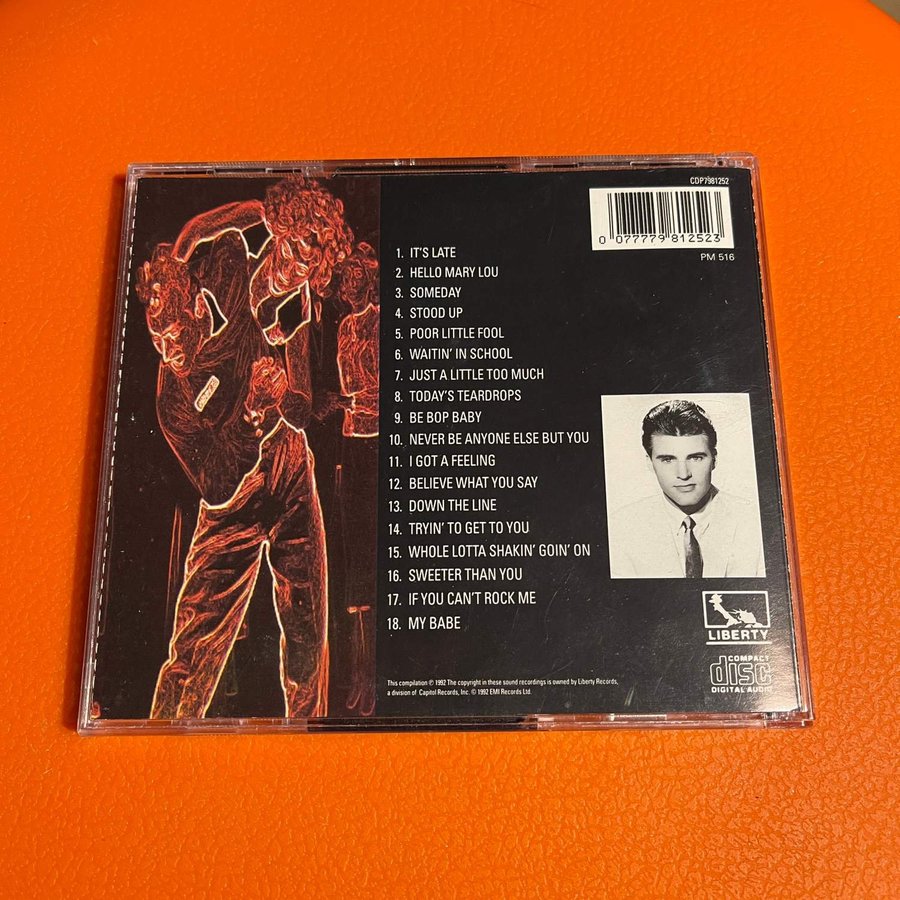 CDP7981252
0 077779 812523
PM 516
1. IT'S LATE
2. HELLO MARY LOU
3. SOMEDAY
4. STOOD UP
5. POOR LITTLE FOOL
6. WAITIN' IN SCHOOL
7. JUST A LITTLE TOO MUCH
8. TODAY'S TEARDROPS
9. BE BOP BABY
10. NEVER BE ANYONE ELSE BUT YOU
11. I GOT A FEELING
12. BELIEVE WHAT YOU SAY
13. DOWN THE LINE
14. TRYIN' TO GET TO YOU
15. WHOLE LOTTA SHAKIN' GOIN' ON
16. SWEETER THAN YOU
17. IF YOU CAN'T ROCK ME
18. MY BABE
LIBERTY
COMPACT
disc
DIGITAL AUDIO
This compilation ℗ 1992 The copyright in these sound recordings is owned by Liberty Records,
a division of Capitol Records, Inc. © 1992 EMI Records Ltd.